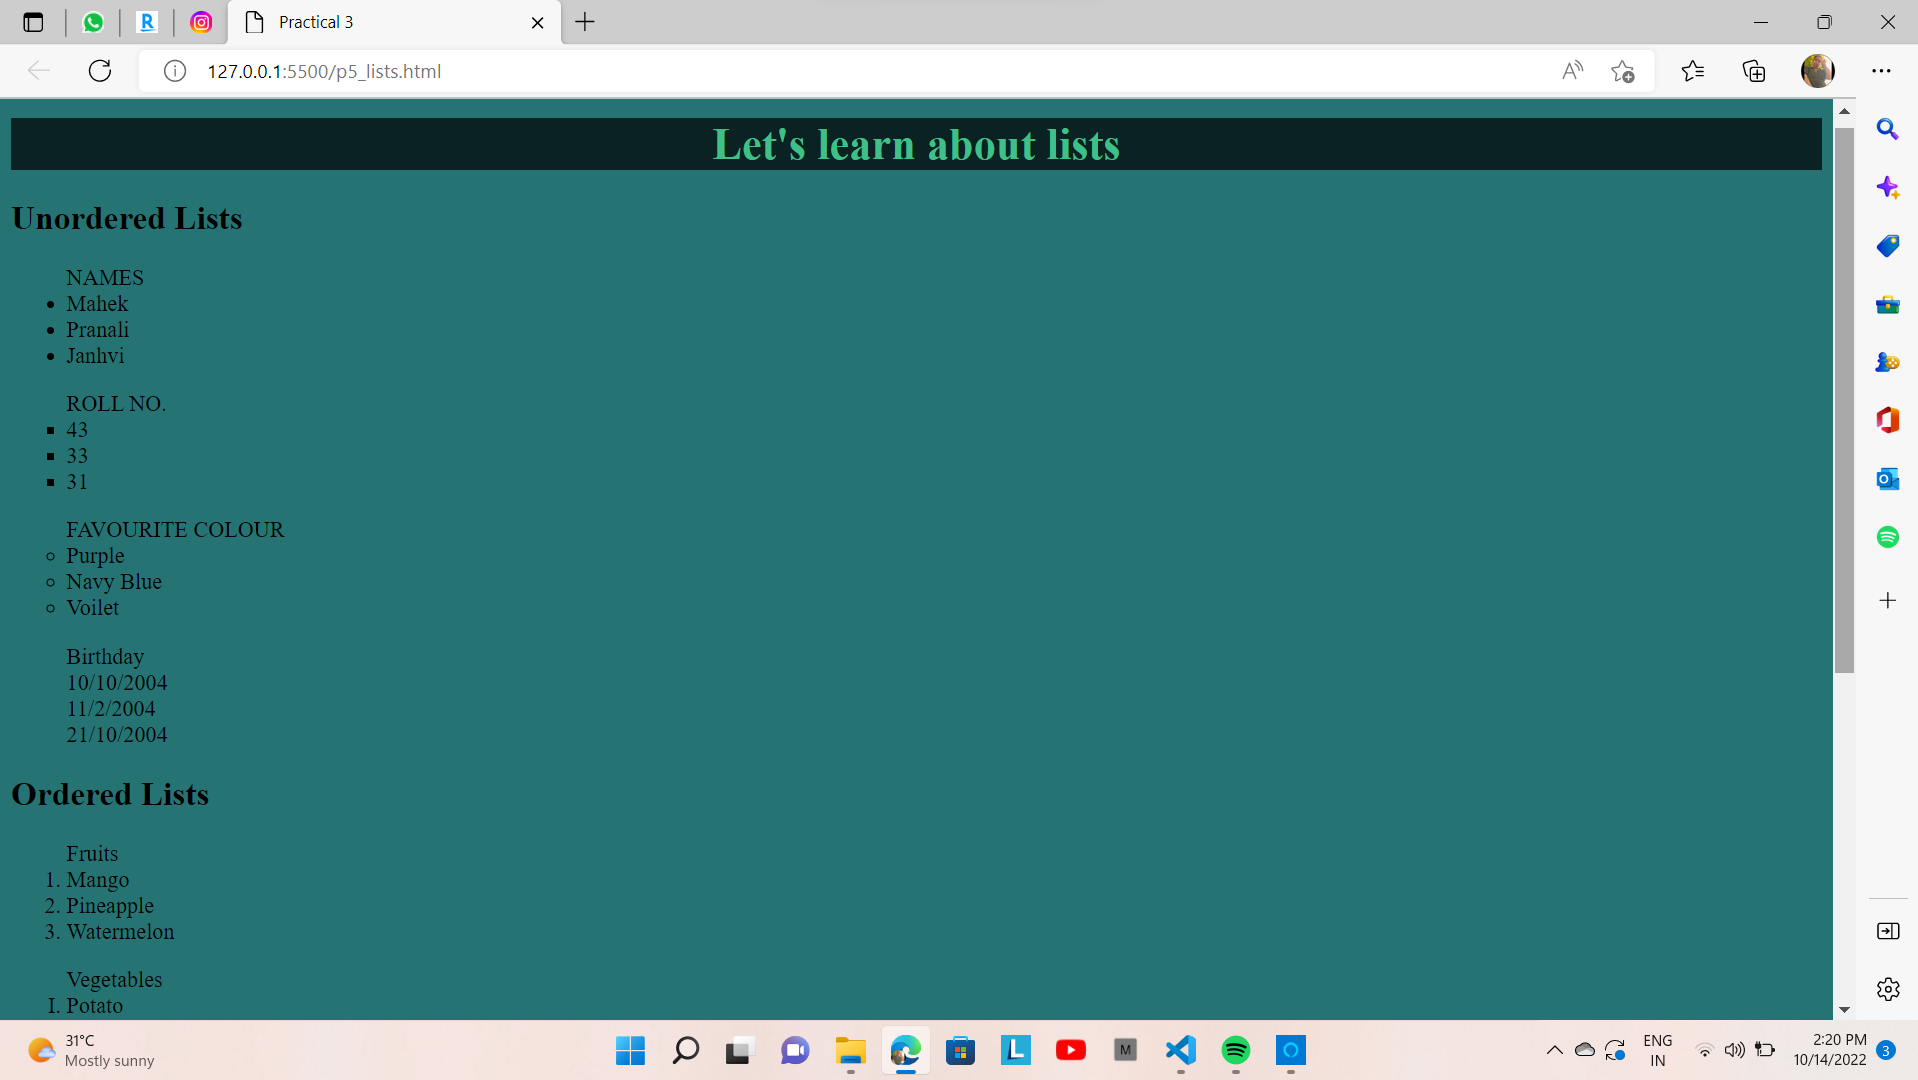 Practical 3
127.0.0.1:5500/p5_lists.html
Let's learn about lists
Unordered Lists
NAMES
• Mahek
• Pranali
• Janhvi
ROLL NO.
▪ 43
▪ 33
▪ 31
FAVOURITE COLOUR
◦ Purple
◦ Navy Blue
◦ Voilet
Birthday
10/10/2004
11/2/2004
21/10/2004
Ordered Lists
Fruits
1. Mango
2. Pineapple
3. Watermelon
Vegetables
I. Potato
31°C
Mostly sunny
ENG
IN
2:20 PM
10/14/2022
3